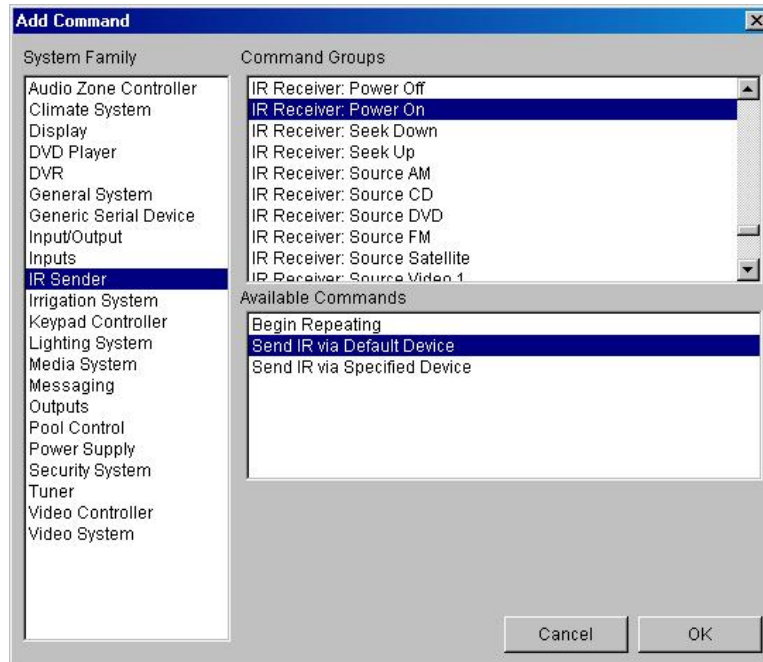 Add Command
System Family
Audio Zone Controller
Climate System
Display
DVD Player
DVR
General System
Generic Serial Device
Input/Output
Inputs
IR Sender
Irrigation System
Keypad Controller
Lighting System
Media System
Messaging
Outputs
Pool Control
Power Supply
Security System
Tuner
Video Controller
Video System
Command Groups
IR Receiver: Power Off
IR Receiver: Power On
IR Receiver: Seek Down
IR Receiver: Seek Up
IR Receiver: Source AM
IR Receiver: Source CD
IR Receiver: Source DVD
IR Receiver: Source FM
IR Receiver: Source Satellite
IR Receiver: Source Video 1
Available Commands
Begin Repeating
Send IR via Default Device
Send IR via Specified Device
Cancel
OK